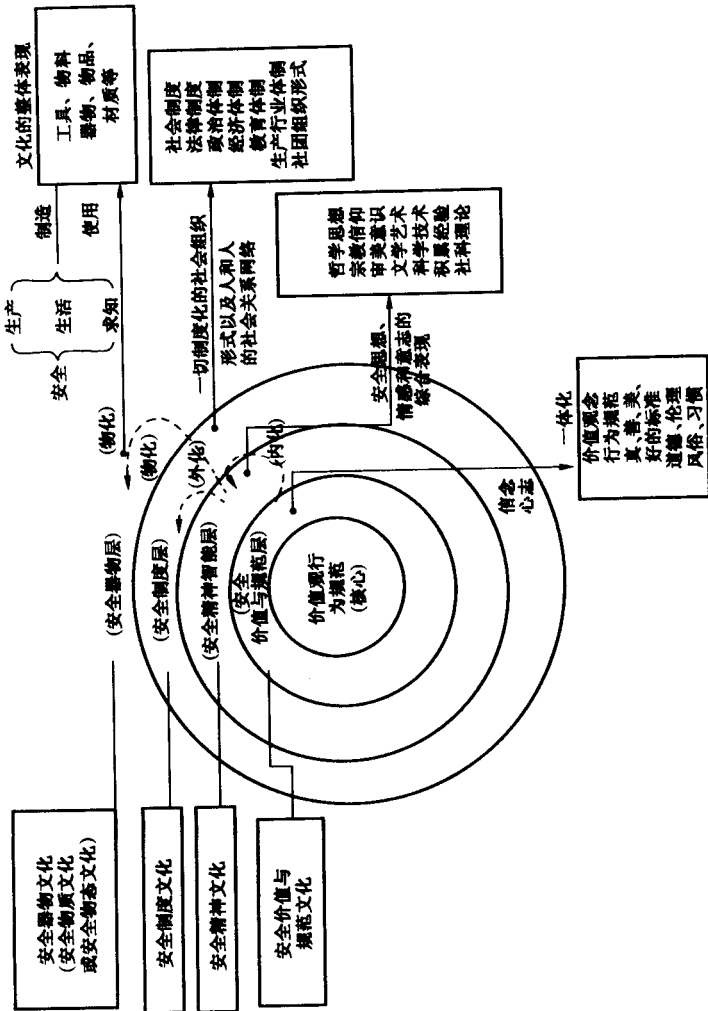 安全器物文化
(安全物质文化
或安全物态文化)
安全制度文化
安全精神文化
安全价值与
规范文化
(安全器物层)
(安全制度层)
(安全精神智能层)
(安全
价值与规范层)
价值观行
为规范
(核心)
(物化)
(物化)
(外化)
(内化)
安全
生产
生活
求知
制造
使用
文化的整体表现
工具、物料
器物、物品、
材质等
一切制度化的社会组织
形式以及人和人
的社会关系网络
社会制度
法律制度
政治体制
经济体制
教育体制
生产行业体制
社团组织形式
安全思想、
情感和意志的
综合表现
哲学思想
宗教信仰
审美意识
文学艺术
科学技术
积累经验
社科理论
信念
心志
一体化
价值观念
行为规范
真、善、美、
好的标准
道德、伦理
风俗、习惯